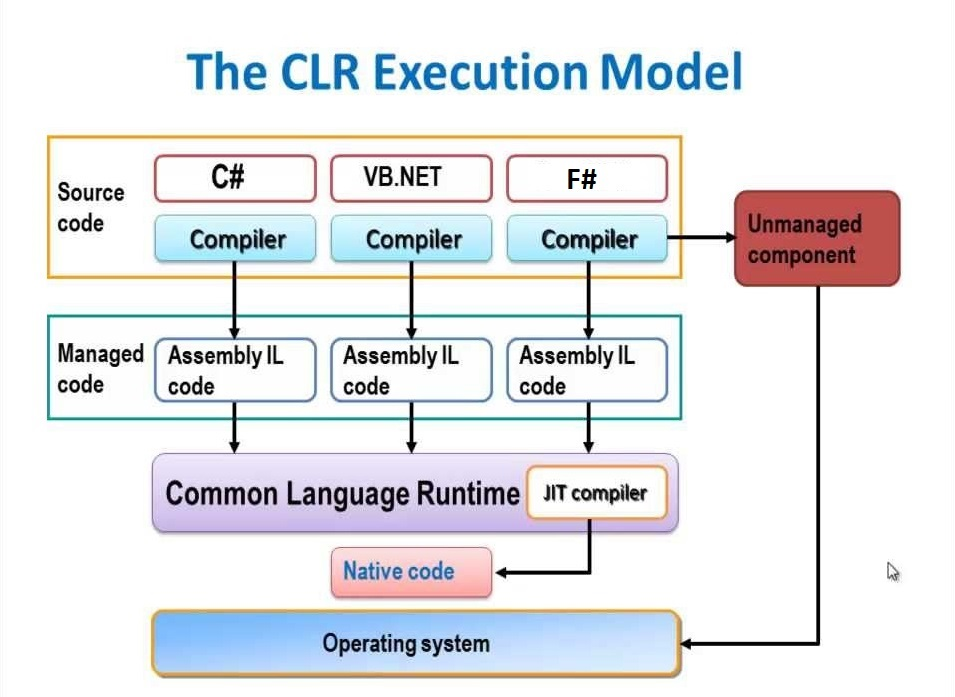 The CLR Execution Model
Source
code
C#
VB.NET
F#
Compiler
Compiler
Compiler
Unmanaged
component
Managed
code
Assembly IL
code
Assembly IL
code
Assembly IL
code
Common Language Runtime
JIT compiler
Native code
Operating system